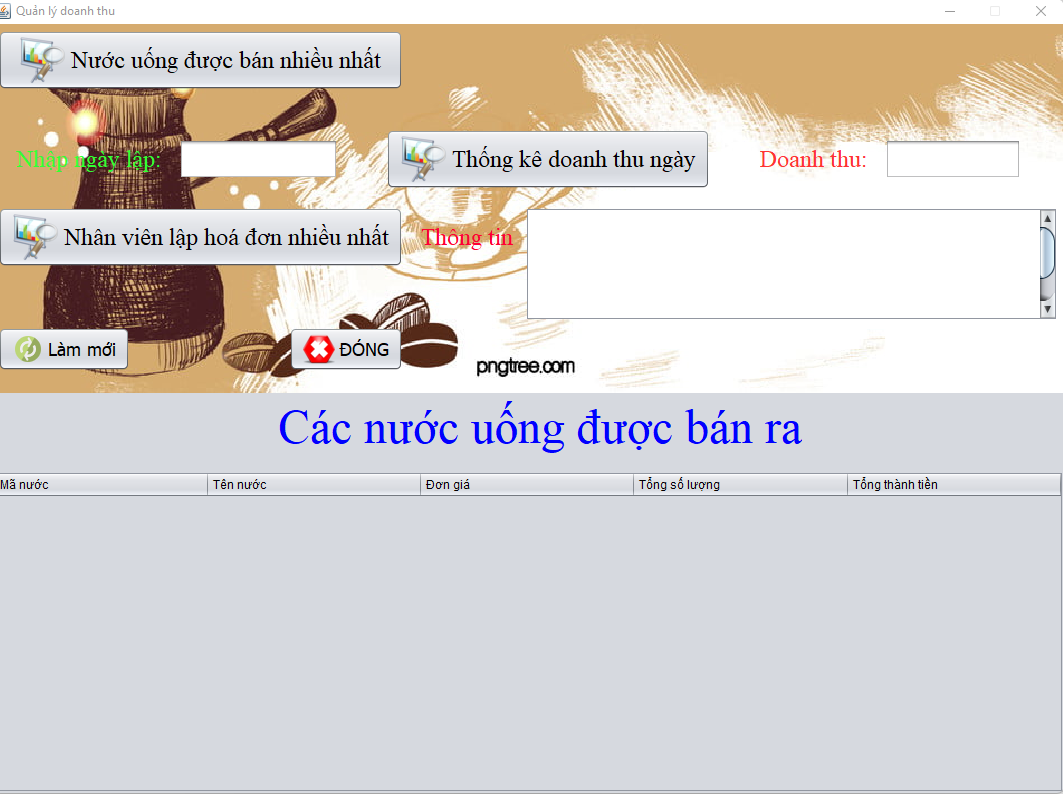 Quản lý doanh thu
Nước uống được bán nhiều nhất
Nhập ngày lập:
Thống kê doanh thu ngày
Doanh thu:
Nhân viên lập hoá đơn nhiều nhất
Thông tin
Làm mới
ĐÓNG
pngtree.com
Các nước uống được bán ra
Mã nước Tên nước Đơn giá Tổng số lượng Tổng thành tiền